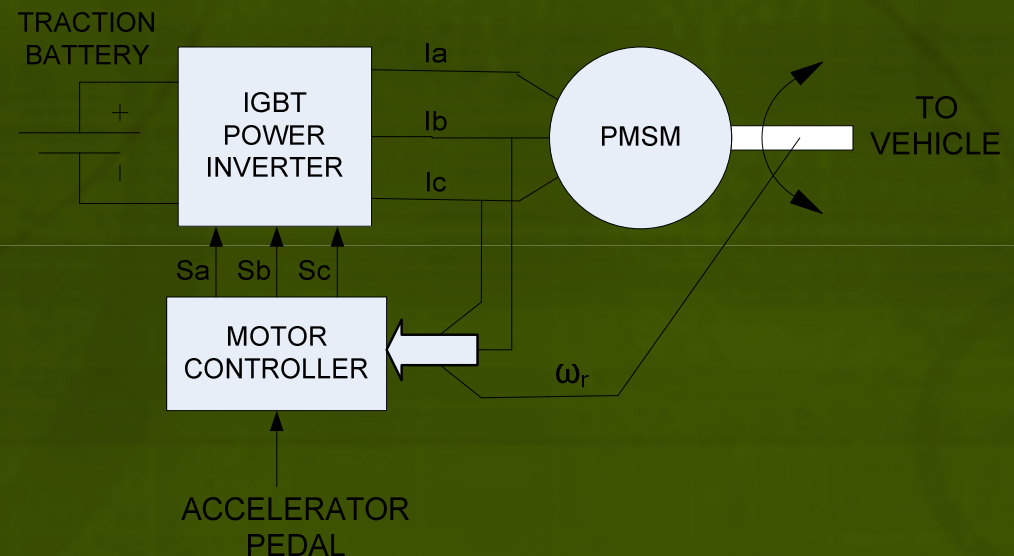 TRACTION
BATTERY
+
−
IGBT
POWER
INVERTER
Ia
Ib
Ic
PMSM
TO
VEHICLE
Sa Sb Sc
MOTOR
CONTROLLER
ωr
ACCELERATOR
PEDAL